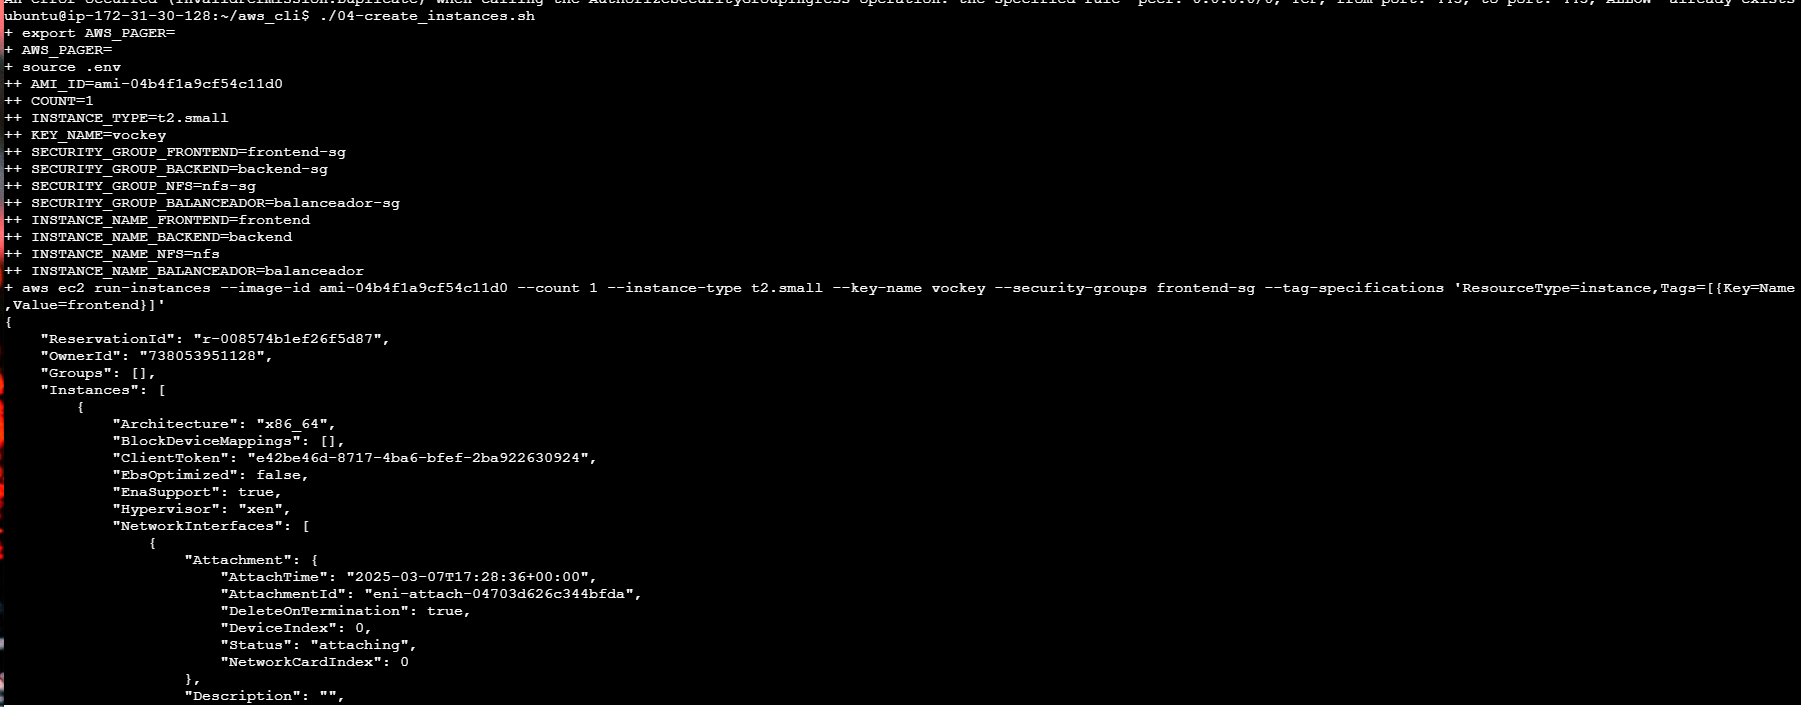 An error occurred (InvalidPermission.Duplicate) when calling the AuthorizeSecurityGroupIngress operation: the specified rule "peer: 0.0.0.0/0, TCP, from port: 443, to port: 443, ALLOW" already exists
ubuntu@ip-172-31-30-128:~/aws_cli$ ./04-create_instances.sh
+ export AWS_PAGER=
+ AWS_PAGER=
+ source .env
++ AMI_ID=ami-04b4f1a9cf54c11d0
++ COUNT=1
++ INSTANCE_TYPE=t2.small
++ KEY_NAME=vockey
++ SECURITY_GROUP_FRONTEND=frontend-sg
++ SECURITY_GROUP_BACKEND=backend-sg
++ SECURITY_GROUP_NFS=nfs-sg
++ SECURITY_GROUP_BALANCEADOR=balanceador-sg
++ INSTANCE_NAME_FRONTEND=frontend
++ INSTANCE_NAME_BACKEND=backend
++ INSTANCE_NAME_NFS=nfs
++ INSTANCE_NAME_BALANCEADOR=balanceador
+ aws ec2 run-instances --image-id ami-04b4f1a9cf54c11d0 --count 1 --instance-type t2.small --key-name vockey --security-groups frontend-sg --tag-specifications 'ResourceType=instance,Tags=[{Key=Name
,Value=frontend}]'
{
    "ReservationId": "r-008574b1ef26f5d87",
    "OwnerId": "738053951128",
    "Groups": [],
    "Instances": [
        {
            "Architecture": "x86_64",
            "BlockDeviceMappings": [],
            "ClientToken": "e42be46d-8717-4ba6-bfef-2ba922630924",
            "EbsOptimized": false,
            "EnaSupport": true,
            "Hypervisor": "xen",
            "NetworkInterfaces": [
                {
                    "Attachment": {
                        "AttachTime": "2025-03-07T17:28:36+00:00",
                        "AttachmentId": "eni-attach-04703d626c344bfda",
                        "DeleteOnTermination": true,
                        "DeviceIndex": 0,
                        "Status": "attaching",
                        "NetworkCardIndex": 0
                    },
                    "Description": "",